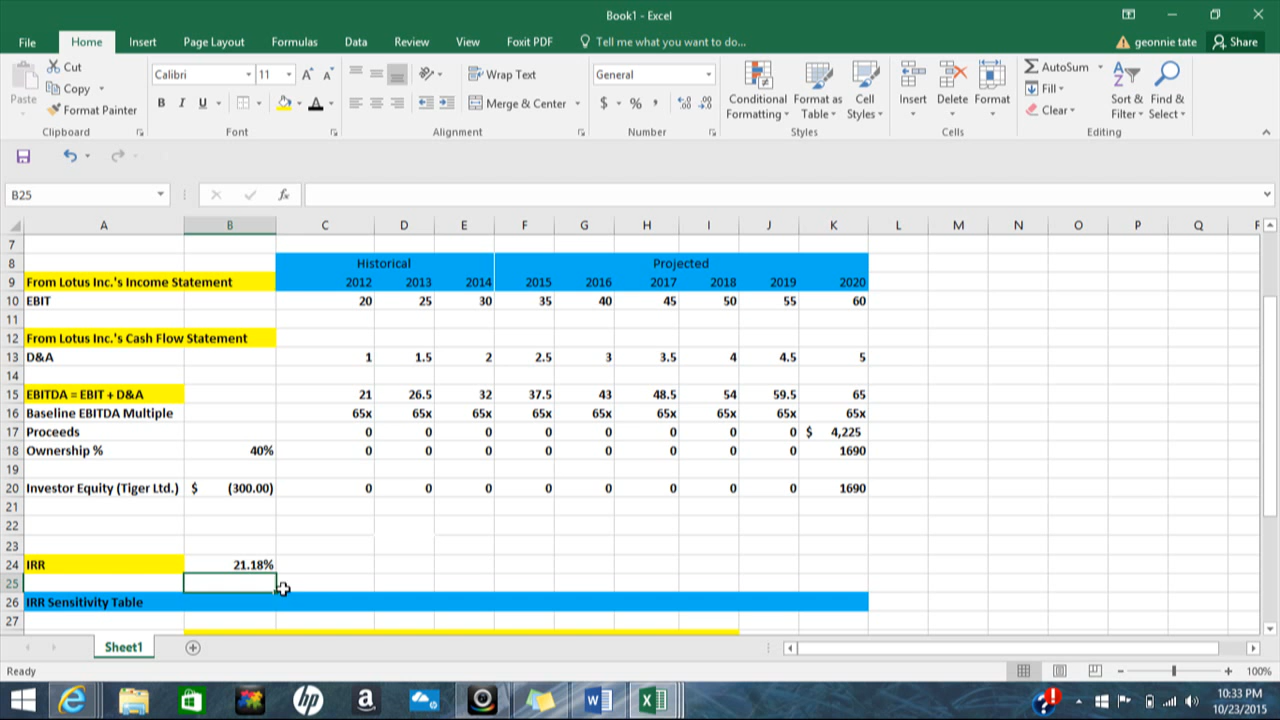 Book1 - Excel
File Home Insert Page Layout Formulas Data Review View Foxit PDF Tell me what you want to do... geonnie tate Share
Cut Calibri 11 Wrap Text General AutoSum
Copy Fill
Paste Format Painter Merge & Center Conditional Formatting Format as Table Cell Styles Insert Delete Format Clear Sort & Filter Find & Select
Clipboard Font Alignment Number Styles Cells Editing
B25 fx
A B C D E F G H I J K L M N O P Q
7
8 Historical Projected
9 From Lotus Inc.'s Income Statement 2012 2013 2014 2015 2016 2017 2018 2019 2020
10 EBIT 20 25 30 35 40 45 50 55 60
11
12 From Lotus Inc.'s Cash Flow Statement
13 D&A 1 1.5 2 2.5 3 3.5 4 4.5 5
14
15 EBITDA = EBIT + D&A 21 26.5 32 37.5 43 48.5 54 59.5 65
16 Baseline EBITDA Multiple 65x 65x 65x 65x 65x 65x 65x 65x 65x
17 Proceeds 0 0 0 0 0 0 0 0 $ 4,225
18 Ownership % 40% 0 0 0 0 0 0 0 0 1690
19
20 Investor Equity (Tiger Ltd.) $ (300.00) 0 0 0 0 0 0 0 0 1690
21
22
23
24 IRR 21.18%
25
26 IRR Sensitivity Table
27
Sheet1
Ready 100%
10:33 PM
10/23/2015